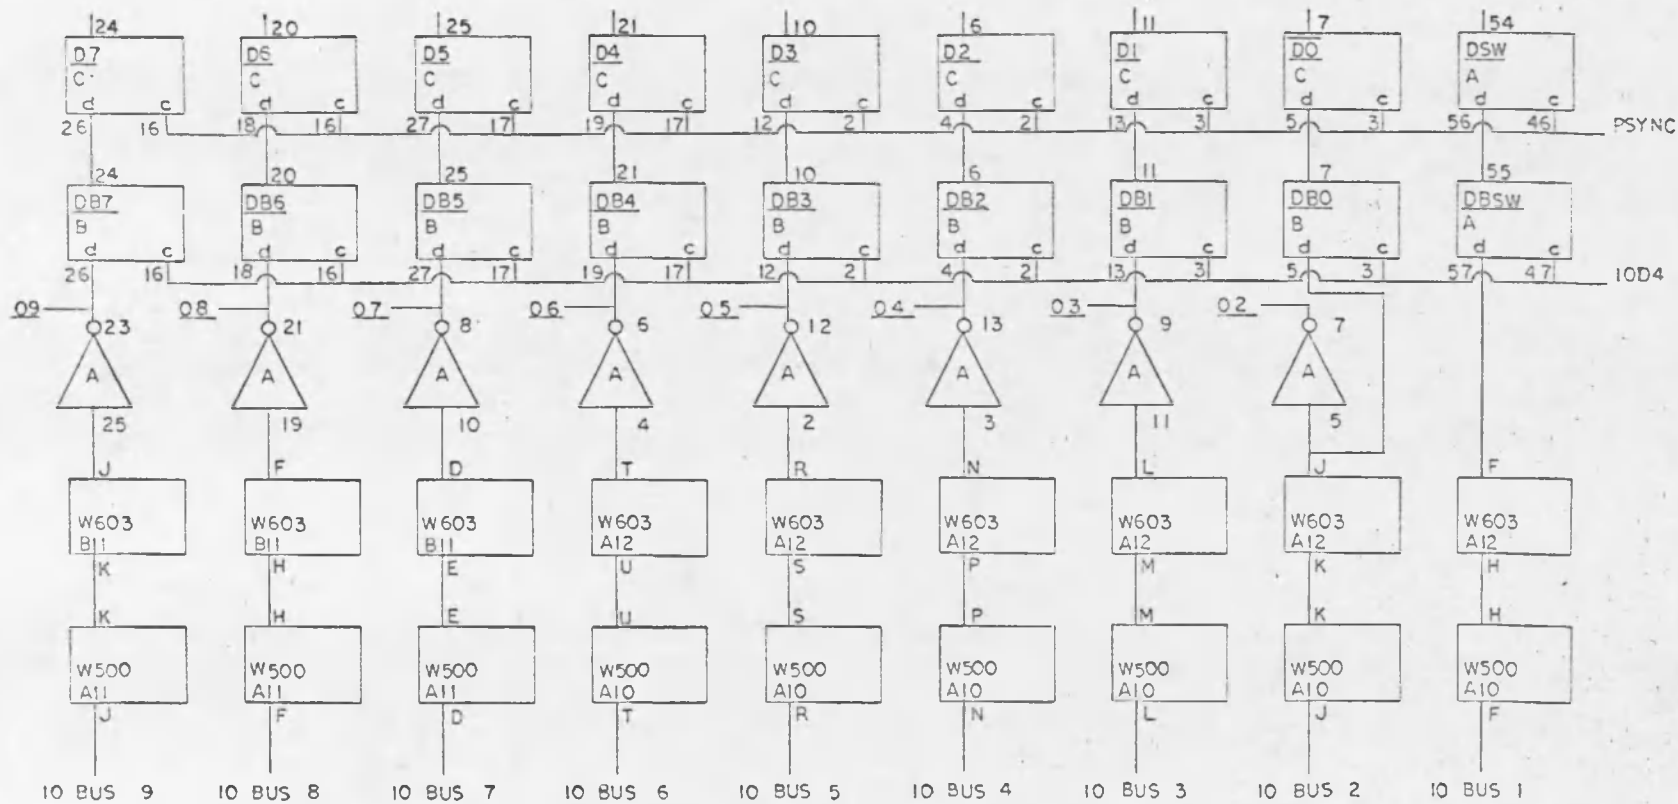 24 20 25 21 10 6 11 7 54
D7 D6 D5 D4 D3 D2 D1 D0 DSW
C C C C C C C C A
d c d c d c d c d c d c d c d c d c
26 16 18 16 27 17 19 17 12 2 4 2 13 3 5 3 56 46 PSYNC
24 20 25 21 10 6 11 7 55
DB7 DB6 DB5 DB4 DB3 DB2 DB1 DB0 DBSW
B B B B B B B B A
d c d c d c d c d c d c d c d c d c
26 16 18 16 27 17 19 17 12 2 4 2 13 3 5 3 57 47 IOD4
09 08 07 06 05 04 03 02
23 21 8 6 12 13 9 7
A A A A A A A A
25 19 10 4 2 3 11 5
J F D T R N L J F
W603 W603 W603 W603 W603 W603 W603 W603 W603
B11 B11 B11 A12 A12 A12 A12 A12 A12
K H E U S P M K H
K H E U S P M K H
W500 W500 W500 W500 W500 W500 W500 W500 W500
A11 A11 A11 A10 A10 A10 A10 A10 A10
J F D T R N L J F
IO BUS 9 IO BUS 8 IO BUS 7 IO BUS 6 IO BUS 5 IO BUS 4 IO BUS 3 IO BUS 2 IO BUS 1